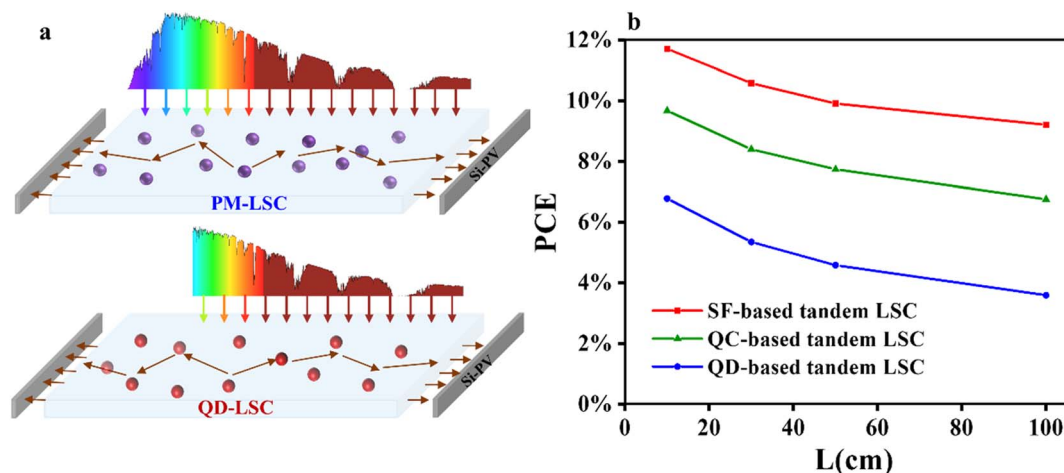 a
Si-PV
PM-LSC
Si-PV
QD-LSC
b
12%
10%
8%
6%
4%
2%
0%
PCE
SF-based tandem LSC
QC-based tandem LSC
QD-based tandem LSC
0 20 40 60 80 100
L(cm)